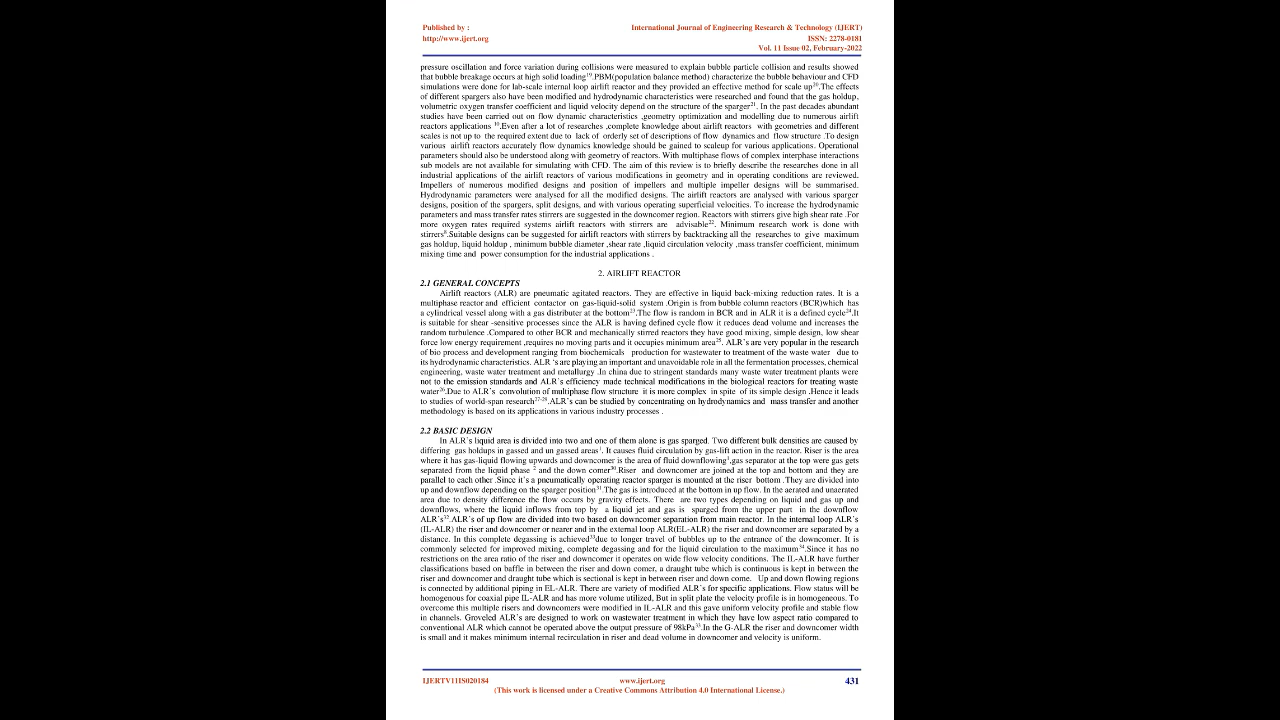 Published by :
International Journal of Engineering Research & Technology (IJERT)
http://www.ijert.org
ISSN: 2278-0181
Vol. 11 Issue 02, February-2022
pressure oscillation and force variation during collisions were measured to explain bubble particle collision and results showed
that bubble breakage occurs at high solid loading19.PBM(population balance method) characterize the bubble behaviour and CFD
simulations were done for lab-scale internal loop airlift reactor and they provided an effective method for scale up20.The effects
of different spargers also have been modified and hydrodynamic characteristics were researched and found that the gas holdup,
volumetric oxygen transfer coefficient and liquid velocity depend on the structure of the sparger21. In the past decades abundant
studies have been carried out on flow dynamic characteristics ,geometry optimization and modelling due to numerous airlift
reactors applications 16.Even after a lot of researches ,complete knowledge about airlift reactors with geometries and different
scales is not up to the required extent due to lack of orderly set of descriptions of flow dynamics and flow structure .To design
various airlift reactors accurately flow dynamics knowledge should be gained to scaleup for various applications. Operational
parameters should also be understood along with geometry of reactors. With multiphase flows of complex interphase interactions
sub models are not available for simulating with CFD. The aim of this review is to briefly describe the researches done in all
industrial applications of the airlift reactors of various modifications in geometry and in operating conditions are reviewed.
Impellers of numerous modified designs and position of impellers and multiple impeller designs will be summarised.
Hydrodynamic parameters were analysed for all the modified designs. The airlift reactors are analysed with various sparger
designs, position of the spargers, split designs, and with various operating superficial velocities. To increase the hydrodynamic
parameters and mass transfer rates stirrers are suggested in the downcomer region. Reactors with stirrers give high shear rate .For
more oxygen rates required systems airlift reactors with stirrers are advisable22. Minimum research work is done with
stirrers8.Suitable designs can be suggested for airlift reactors with stirrers by backtracking all the researches to give maximum
gas holdup, liquid holdup , minimum bubble diameter ,shear rate ,liquid circulation velocity ,mass transfer coefficient, minimum
mixing time and power consumption for the industrial applications .
2. AIRLIFT REACTOR
2.1 GENERAL CONCEPTS
Airlift reactors (ALR) are pneumatic agitated reactors. They are effective in liquid back-mixing reduction rates. It is a
multiphase reactor and efficient contactor on gas-liquid-solid system .Origin is from bubble column reactors (BCR)which has
a cylindrical vessel along with a gas distributer at the bottom23.The flow is random in BCR and in ALR it is a defined cycle24.It
is suitable for shear -sensitive processes since the ALR is having defined cycle flow it reduces dead volume and increases the
random turbulence .Compared to other BCR and mechanically stirred reactors they have good mixing, simple design, low shear
force low energy requirement ,requires no moving parts and it occupies minimum area25. ALR's are very popular in the research
of bio process and development ranging from biochemicals production for wastewater to treatment of the waste water due to
its hydrodynamic characteristics. ALR 's are playing an important and unavoidable role in all the fermentation processes, chemical
engineering, waste water treatment and metallurgy .In china due to stringent standards many waste water treatment plants were
not to the emission standards and ALR's efficiency made technical modifications in the biological reactors for treating waste
water26.Due to ALR's convolution of multiphase flow structure it is more complex in spite of its simple design .Hence it leads
to studies of world-span research27-29.ALR's can be studied by concentrating on hydrodynamics and mass transfer and another
methodology is based on its applications in various industry processes .
2.2 BASIC DESIGN
In ALR's liquid area is divided into two and one of them alone is gas sparged. Two different bulk densities are caused by
differing gas holdups in gassed and un gassed areas1. It causes fluid circulation by gas-lift action in the reactor. Riser is the area
where it has gas-liquid flowing upwards and downcomer is the area of fluid downflowing1,gas separator at the top were gas gets
separated from the liquid phase 2 and the down comer30.Riser and downcomer are joined at the top and bottom and they are
parallel to each other .Since it's a pneumatically operating reactor sparger is mounted at the riser bottom .They are divided into
up and downflow depending on the sparger position31.The gas is introduced at the bottom in up flow. In the aerated and unaerated
area due to density difference the flow occurs by gravity effects. There are two types depending on liquid and gas up and
downflows, where the liquid inflows from top by a liquid jet and gas is sparged from the upper part in the downflow
ALR's32.ALR's of up flow are divided into two based on downcomer separation from main reactor. In the internal loop ALR's
(IL-ALR) the riser and downcomer or nearer and in the external loop ALR(EL-ALR) the riser and downcomer are separated by a
distance. In this complete degassing is achieved33due to longer travel of bubbles up to the entrance of the downcomer. It is
commonly selected for improved mixing, complete degassing and for the liquid circulation to the maximum34.Since it has no
restrictions on the area ratio of the riser and downcomer it operates on wide flow velocity conditions. The IL-ALR have further
classifications based on baffle in between the riser and down comer, a draught tube which is continuous is kept in between the
riser and downcomer and draught tube which is sectional is kept in between riser and down come. Up and down flowing regions
is connected by additional piping in EL-ALR. There are variety of modified ALR's for specific applications. Flow status will be
homogenous for coaxial pipe IL-ALR and has more volume utilized, But in split plate the velocity profile is in homogeneous. To
overcome this multiple risers and downcomers were modified in IL-ALR and this gave uniform velocity profile and stable flow
in channels. Groveled ALR's are designed to work on wastewater treatment in which they have low aspect ratio compared to
conventional ALR which cannot be operated above the output pressure of 98kPa35.In the G-ALR the riser and downcomer width
is small and it makes minimum internal recirculation in riser and dead volume in downcomer and velocity is uniform.
IJERTV11IS020184
www.ijert.org
431
(This work is licensed under a Creative Commons Attribution 4.0 International License.)